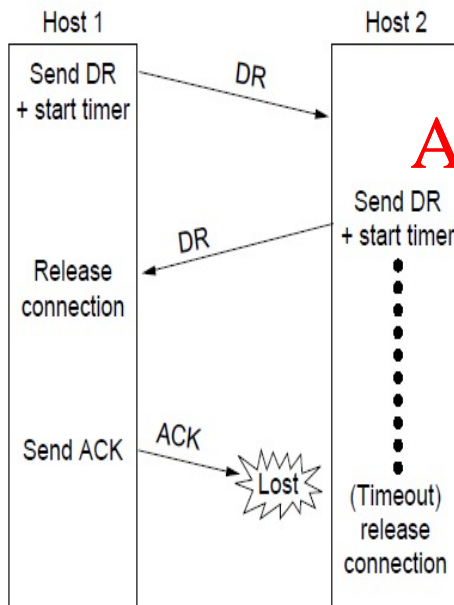 Host 1
Host 2
Send DR
+ start timer
DR
A
Send DR
+ start timer
DR
Release
connection
Send ACK
ACK
Lost
(Timeout)
release
connection